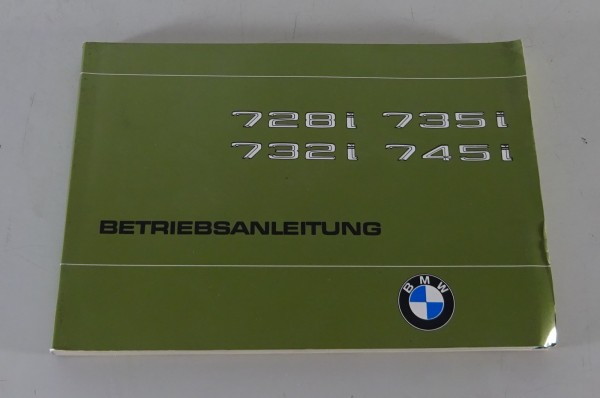 728i 735i
732i 745i
BETRIEBSANLEITUNG
BMW